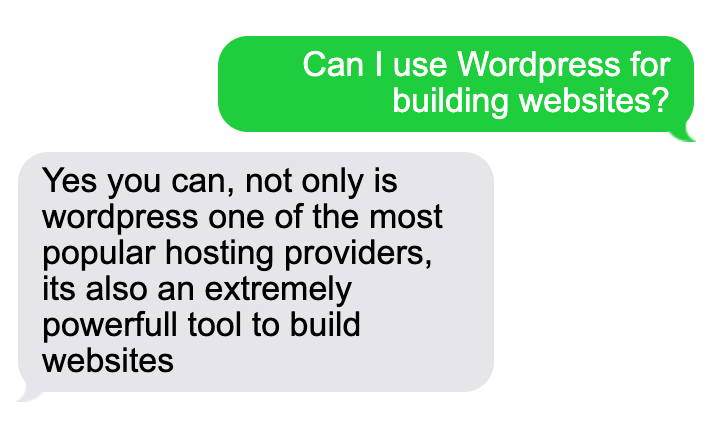 Can I use Wordpress for
building websites?
Yes you can, not only is
wordpress one of the most
popular hosting providers,
its also an extremely
powerfull tool to build
websites